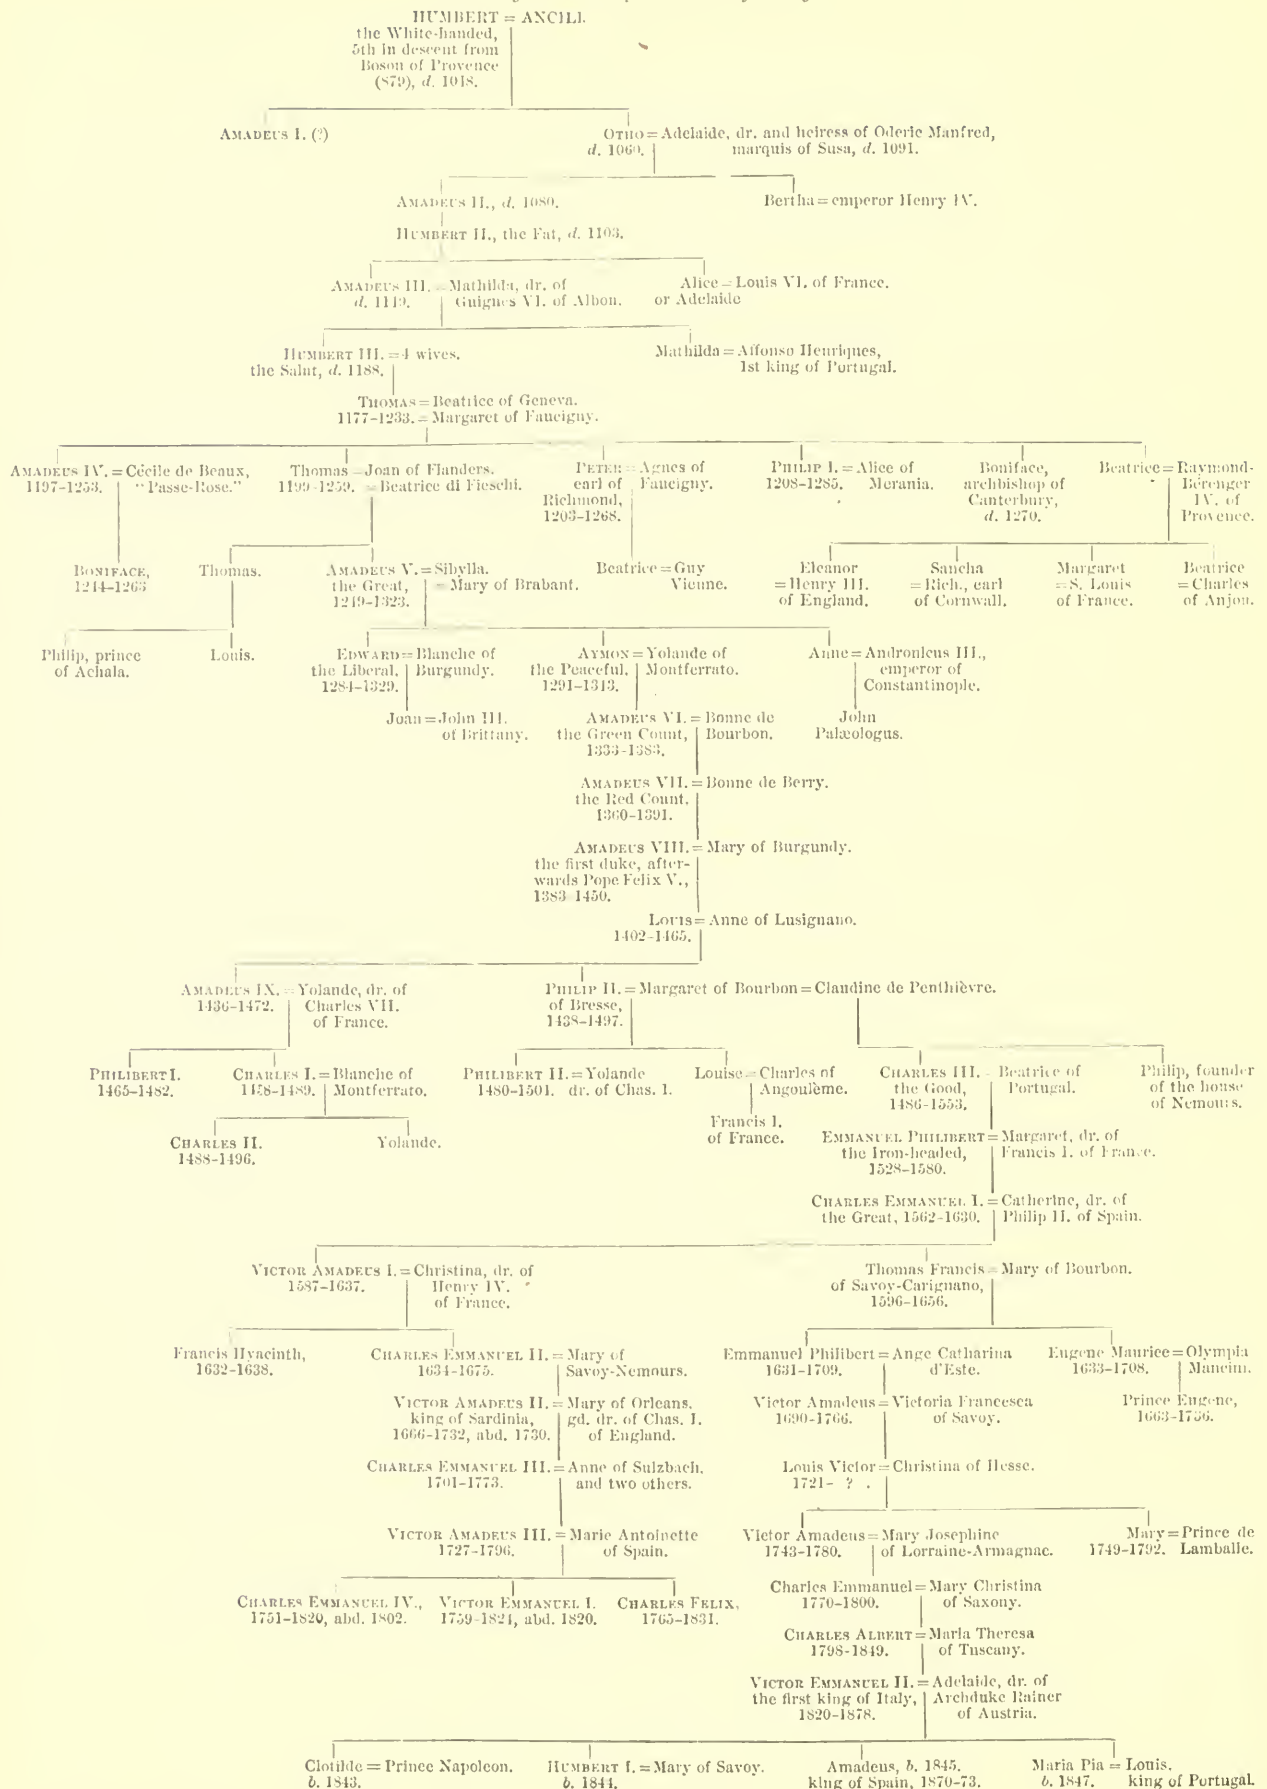 HUMBERT = ANCILL
the White-handed,
5th in descent from
Boson of Provence
(879), d. 1048.
AMADEUS I. (?)
OTHO = Adelaide, dr. and heiress of Oderic Manfred,
d. 1060. marquis of Susa, d. 1091.
AMADEUS II., d. 1080.
Bertha = emperor Henry IV.
HUMBERT II., the Fat, d. 1103.
AMADEUS III. = Mathilda, dr. of
d. 1149. Guignes VI. of Albon.
Alice = Louis VI. of France.
or Adelaide
HUMBERT III. = 4 wives.
the Saint, d. 1188.
Mathilda = Affonso Henriques,
1st king of Portugal.
THOMAS = Beatrice of Geneva.
1177-1233. = Margaret of Faucigny.
AMADEUS IV. = Cécile de Beaux,
1197-1253. "Passe-Rose."
Thomas = Joan of Flanders.
1199-1259. = Beatrice di Fieschi.
PETER = Agnes of
earl of Faucigny.
Richmond,
1203-1268.
PHILIP I. = Alice of
1208-1285. Merania.
Boniface,
archbishop of
Canterbury,
d. 1270.
Beatrice = Raymond-
Berenger
IV. of
Provence.
BONIFACE,
1244-1263
Thomas.
AMADEUS V. = Sibylla.
the Great, = Mary of Brabant.
1249-1323.
Beatrice = Guy
Vienne.
Eleanor
= Henry III.
of England.
Sancha
= Rich., earl
of Cornwall.
Margaret
= S. Louis
of France.
Beatrice
= Charles
of Anjou.
Philip, prince
of Achaia.
Louis.
EDWARD = Blanche of
the Liberal, Burgundy.
1284-1329.
AYMON = Yolande of
the Peaceful, Montferrato.
1291-1343.
Anne = Andronicus III.,
emperor of
Constantinople.
Joan = John III.
of Brittany.
AMADEUS VI. = Bonne de
the Green Count, Bourbon.
1333-1383.
John
Palæologus.
AMADEUS VII. = Bonne de Berry.
the Red Count,
1360-1391.
AMADEUS VIII. = Mary of Burgundy.
the first duke, after-
wards Pope Felix V.,
1383-1450.
LOUIS = Anne of Lusignano.
1402-1465.
AMADEUS IX. = Yolande, dr. of
1436-1472. Charles VII.
of France.
PHILIP II. = Margaret of Bourbon = Claudine de Penthièvre.
of Bresse,
1438-1497.
PHILIBERT I.
1465-1482.
CHARLES I. = Blanche of
1468-1489. Montferrato.
PHILIBERT II. = Yolande
1480-1504. dr. of Chas. I.
Louise = Charles of
Angoulème.
CHARLES III. = Beatrice of
the Good, Portugal.
1486-1553.
Philip, founder
of the house
of Nemours.
CHARLES II.
1488-1496.
Yolande.
Francis I.
of France.
EMMANUEL PHILIBERT = Margaret, dr. of
the Iron-headed, Francis I. of France.
1528-1580.
CHARLES EMMANUEL I. = Catherine, dr. of
the Great, 1562-1630. Philip II. of Spain.
VICTOR AMADEUS I. = Christina, dr. of
1587-1637. Henry IV.
of France.
Thomas Francis = Mary of Bourbon.
of Savoy-Carignano,
1596-1656.
Francis Hyacinth,
1632-1638.
CHARLES EMMANUEL II. = Mary of
1634-1675. Savoy-Nemours.
Emmanuel Philibert = Ange Catharina
1631-1709. d'Este.
Eugene Maurice = Olympia
1633-1708. Mancini.
VICTOR AMADEUS II. = Mary of Orleans,
king of Sardinia, gd. dr. of Chas. I.
1666-1732, abd. 1730. of England.
Victor Amadeus = Victoria Francesca
1690-1766. of Savoy.
Prince Eugene,
1663-1736.
CHARLES EMMANUEL III. = Anne of Sulzbach,
1701-1773. and two others.
Louis Victor = Christina of Hesse.
1721- ? .
VICTOR AMADEUS III. = Marie Antoinette
1727-1796. of Spain.
Victor Amadeus = Mary Josephine
1743-1780. of Lorraine-Armagnac.
Mary = Prince de
1749-1792. Lamballe.
CHARLES EMMANUEL IV.,
1751-1820, abd. 1802.
VICTOR EMMANUEL I.
1759-1824, abd. 1820.
CHARLES FELIX,
1765-1831.
Charles Emmanuel = Mary Christina
1770-1800. of Saxony.
CHARLES ALBERT = Maria Theresa
1798-1849. of Tuscany.
VICTOR EMMANUEL II. = Adelaide, dr. of
the first king of Italy, Archduke Rainer
1820-1878. of Austria.
Clotilde = Prince Napoleon.
b. 1843.
HUMBERT I. = Mary of Savoy.
b. 1844.
Amadeus, b. 1845.
king of Spain, 1870-73.
Maria Pia = Louis,
b. 1847. king of Portugal.